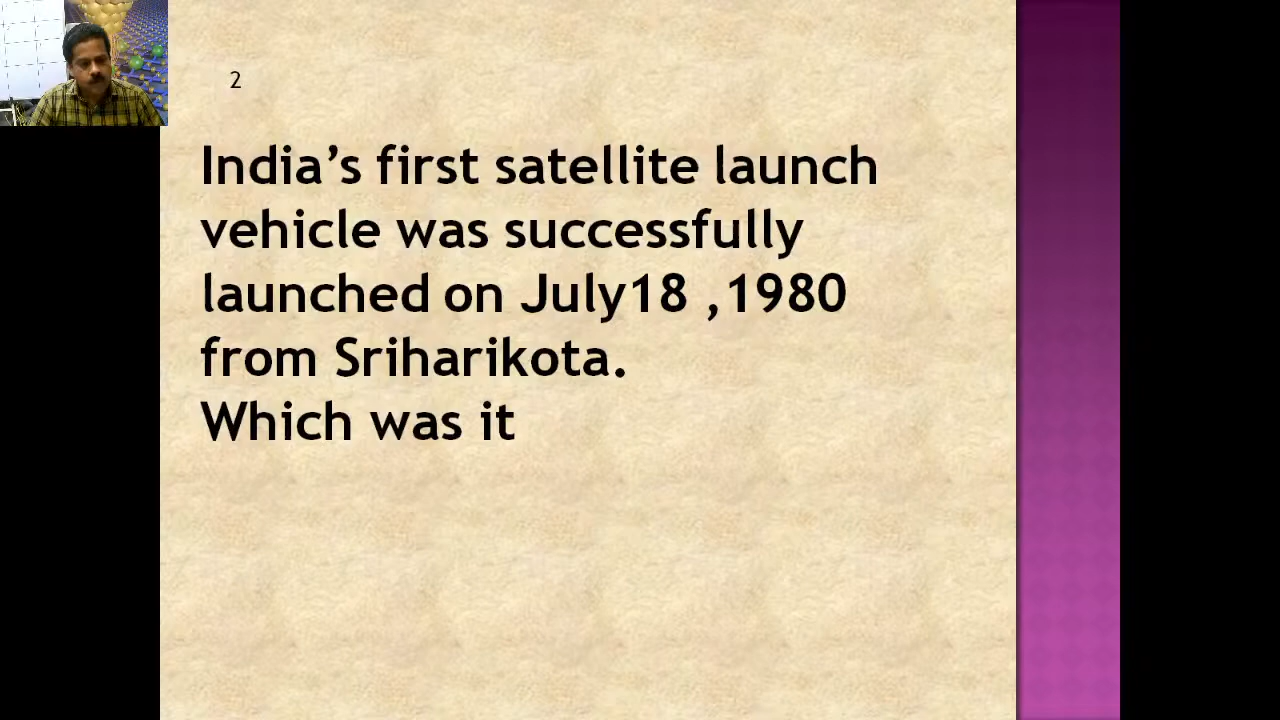 2
India’s first satellite launch
vehicle was successfully
launched on July18 ,1980
from Sriharikota.
Which was it